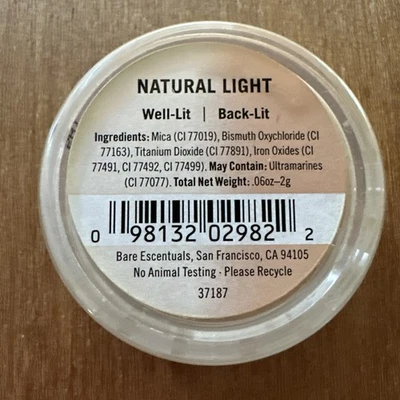 NATURAL LIGHT
Well-Lit | Back-Lit
Ingredients: Mica (CI 77019), Bismuth Oxychloride (CI
77163), Titanium Dioxide (CI 77891), Iron Oxides (CI
77491, CI 77492, CI 77499). May Contain: Ultramarines
(CI 77077). Total Net Weight: .06oz–2g
0 98132 02982 2
Bare Escentuals, San Francisco, CA 94105
No Animal Testing · Please Recycle
37187